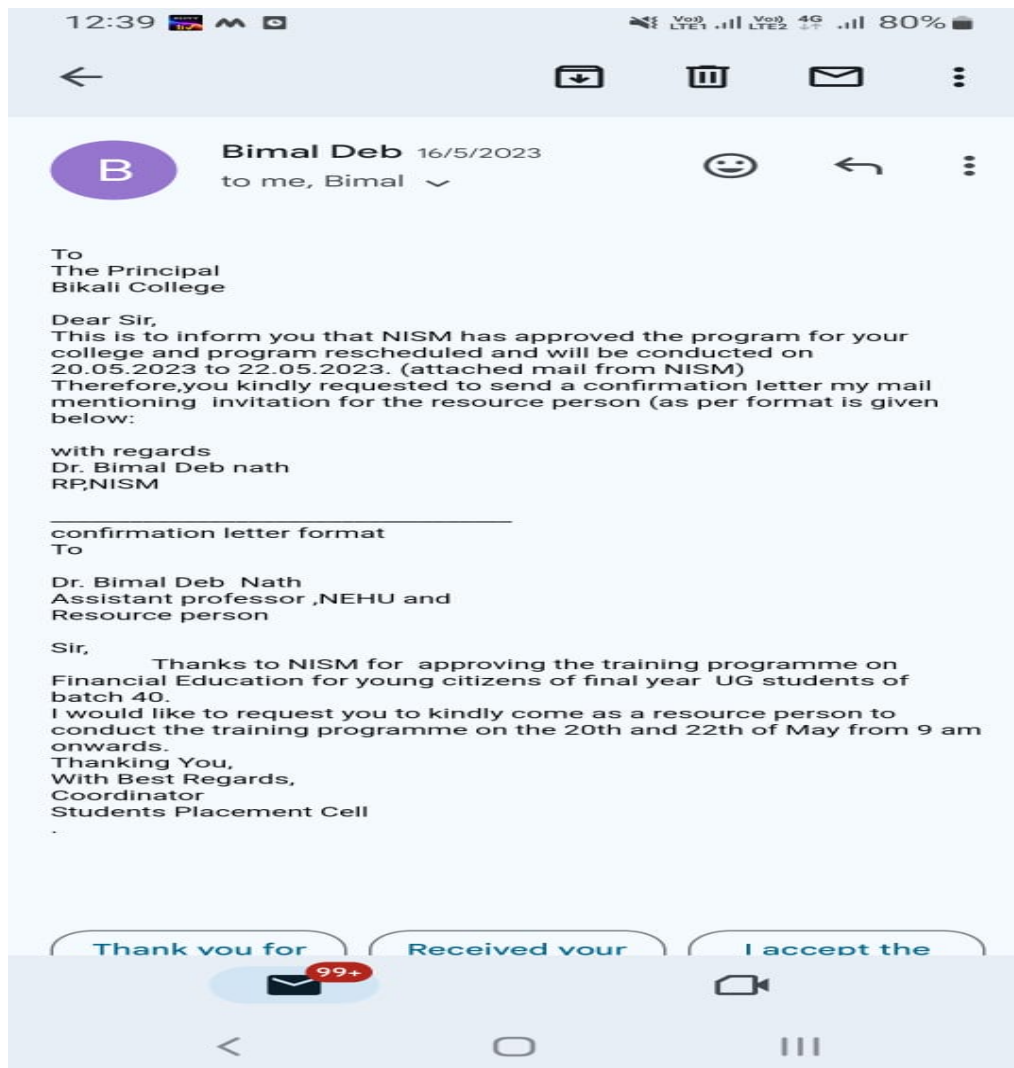 12:39
Vo)) LTE1 Vo)) LTE2 4G 80%
B
Bimal Deb 16/5/2023
to me, Bimal
To
The Principal
Bikali College
Dear Sir,
This is to inform you that NISM has approved the program for your
college and program rescheduled and will be conducted on
20.05.2023 to 22.05.2023. (attached mail from NISM)
Therefore,you kindly requested to send a confirmation letter my mail
mentioning invitation for the resource person (as per format is given
below:
with regards
Dr. Bimal Deb nath
RP,NISM
confirmation letter format
To
Dr. Bimal Deb Nath
Assistant professor ,NEHU and
Resource person
Sir,
Thanks to NISM for approving the training programme on
Financial Education for young citizens of final year UG students of
batch 40.
I would like to request you to kindly come as a resource person to
conduct the training programme on the 20th and 22th of May from 9 am
onwards.
Thanking You,
With Best Regards,
Coordinator
Students Placement Cell
.
Thank you for
Received your
I accept the
99+